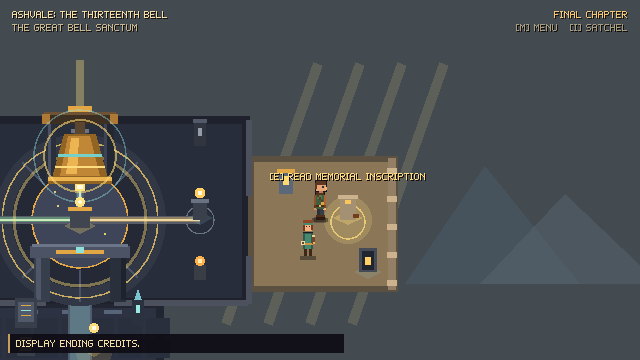 ASHVALE: THE THIRTEENTH BELL
THE GREAT BELL SANCTUM
FINAL CHAPTER
[M] MENU [I] SATCHEL
[E] READ MEMORIAL INSCRIPTION
DISPLAY ENDING CREDITS.